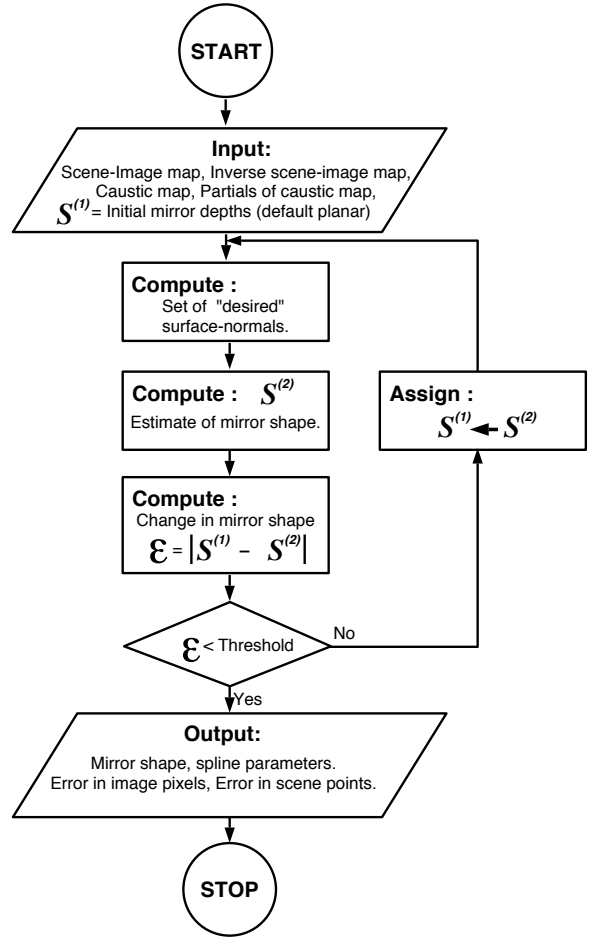 START
Input:
Scene-Image map, Inverse scene-image map,
Caustic map, Partials of caustic map,
S⁽¹⁾ = Initial mirror depths (default planar)
Compute :
Set of "desired"
surface-normals.
Compute : S⁽²⁾
Estimate of mirror shape.
Assign :
S⁽¹⁾ ← S⁽²⁾
Compute :
Change in mirror shape
ε = |S⁽¹⁾ - S⁽²⁾|
ε < Threshold
No
Yes
Output:
Mirror shape, spline parameters.
Error in image pixels, Error in scene points.
STOP